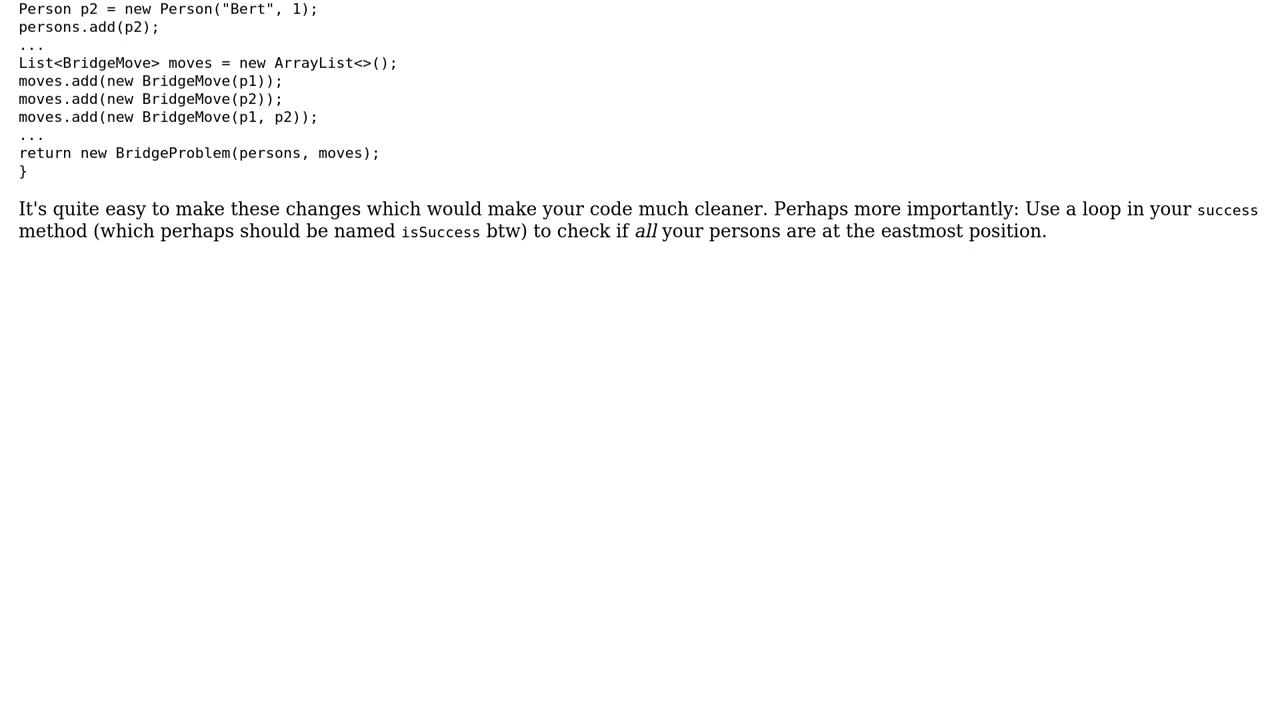 Person p2 = new Person("Bert", 1);
persons.add(p2);
...
List<BridgeMove> moves = new ArrayList<>();
moves.add(new BridgeMove(p1));
moves.add(new BridgeMove(p2));
moves.add(new BridgeMove(p1, p2));
...
return new BridgeProblem(persons, moves);
}
It's quite easy to make these changes which would make your code much cleaner. Perhaps more importantly: Use a loop in your success
method (which perhaps should be named isSuccess btw) to check if all your persons are at the eastmost position.